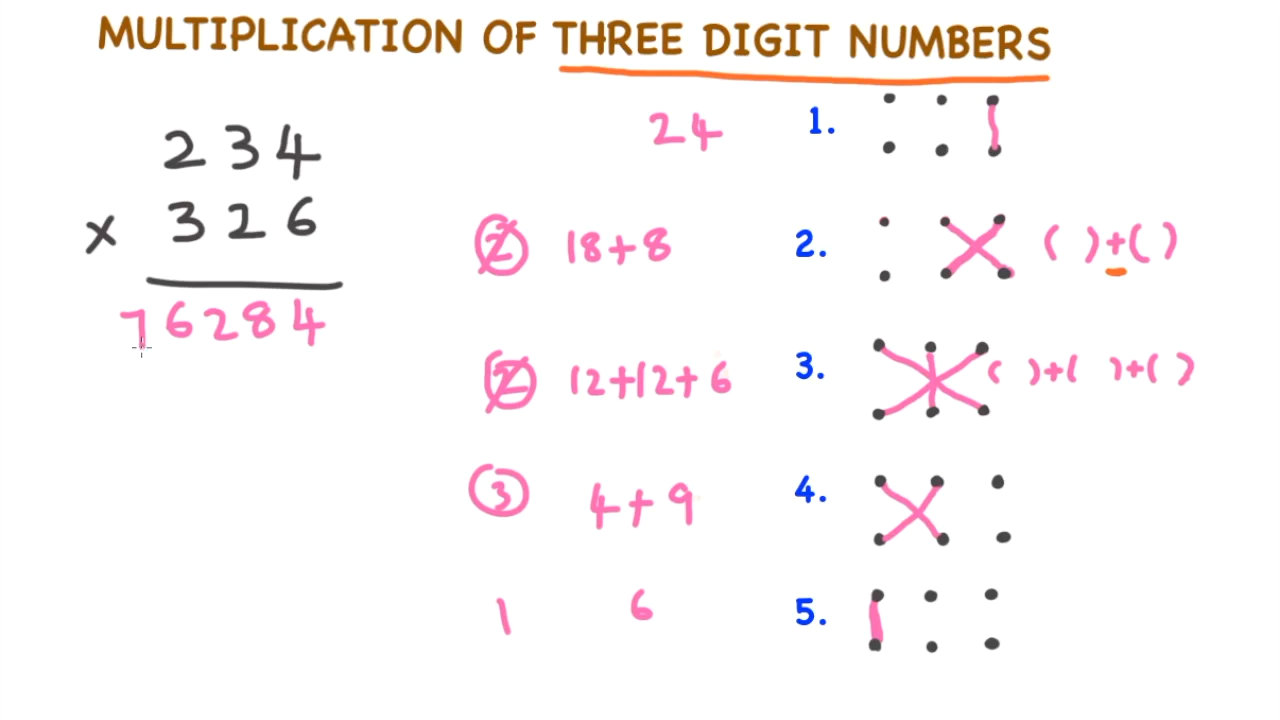 MULTIPLICATION OF THREE DIGIT NUMBERS
234
x 326
76284
24 1.
2 18+8 2. ( )+( )
2 12+12+6 3. ( )+( )+( )
3 4+9 4.
1 6 5.